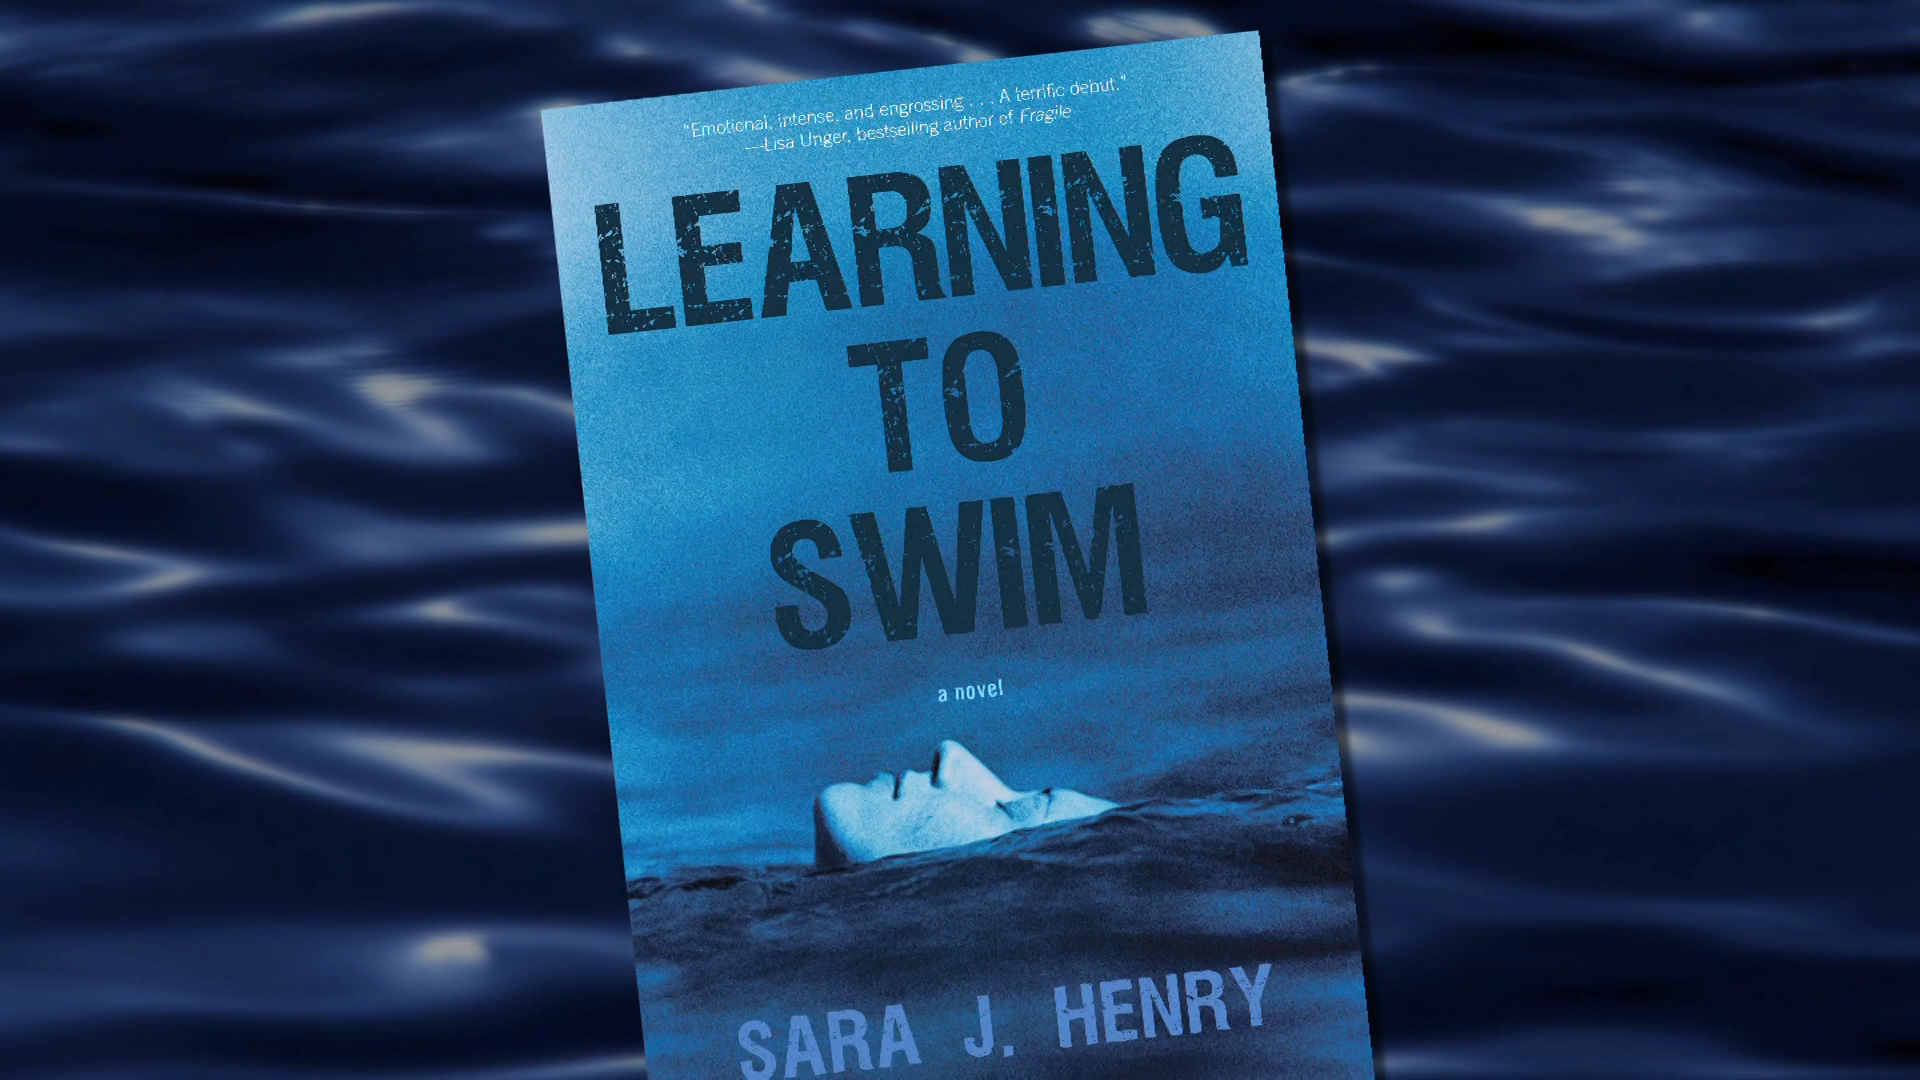 "Emotional, intense, and engrossing . . . A terrific debut."
—Lisa Unger, bestselling author of Fragile
LEARNING
TO
SWIM
a novel
SARA J. HENRY